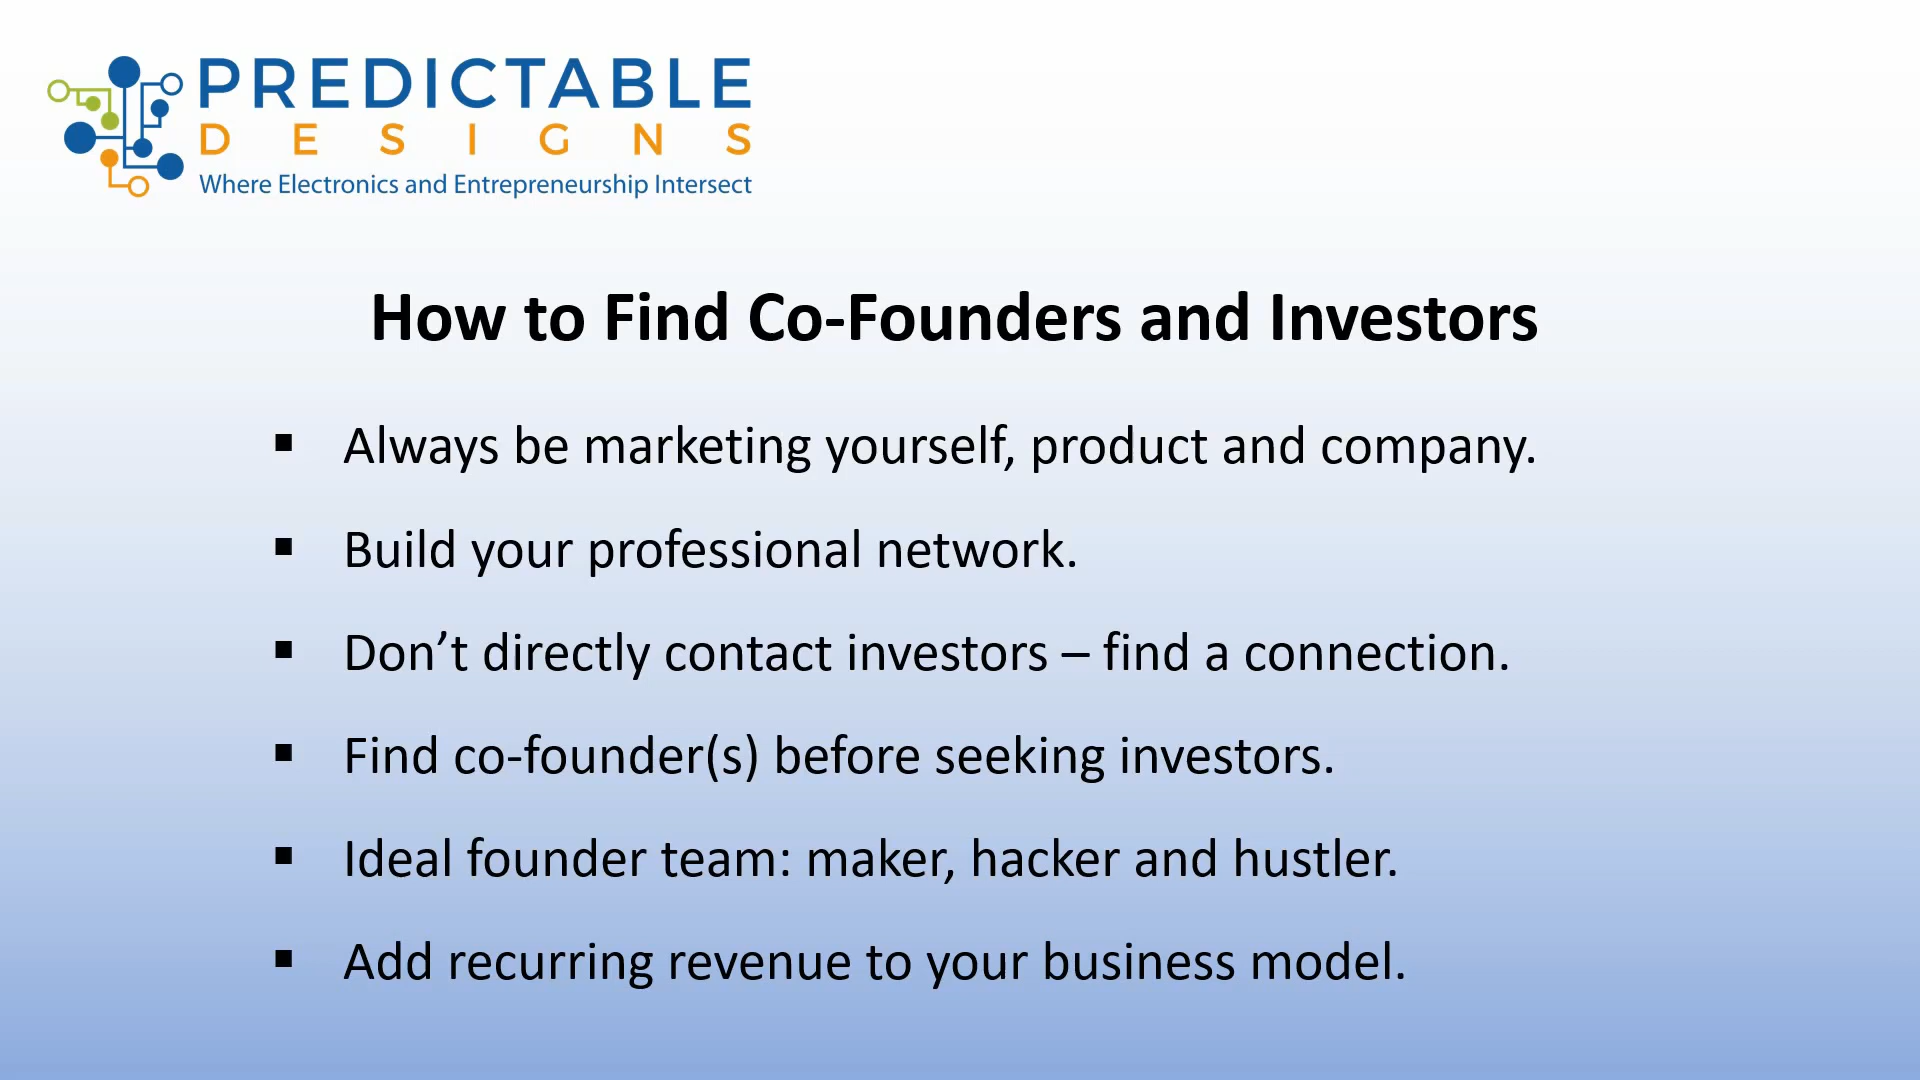 PREDICTABLE
DESIGNS
Where Electronics and Entrepreneurship Intersect
How to Find Co-Founders and Investors
▪ Always be marketing yourself, product and company.
▪ Build your professional network.
▪ Don’t directly contact investors – find a connection.
▪ Find co-founder(s) before seeking investors.
▪ Ideal founder team: maker, hacker and hustler.
▪ Add recurring revenue to your business model.